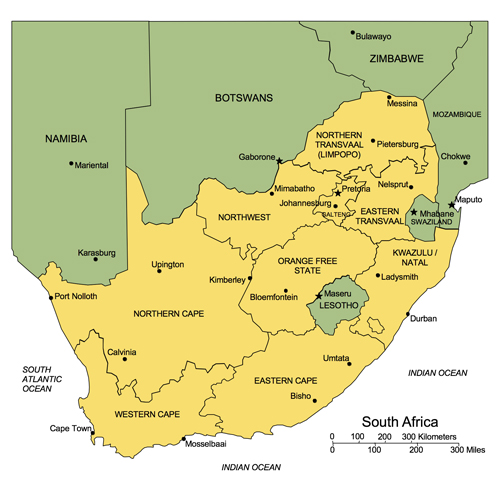 Bulawayo
ZIMBABWE
BOTSWANS
Messina
MOZAMBIQUE
NAMIBIA
NORTHERN
TRANSVAAL
(LIMPOPO)
Pietersburg
Gaborone
Chokwe
Mariental
Mimabatho
Pretoria
Nelsprut
Johannesburg
Maputo
GALTENG
NORTHWEST
EASTERN
TRANSVAAL
Mhabane
SWAZILAND
Karasburg
Upington
ORANGE FREE
STATE
KWAZULU /
NATAL
Kimberley
Ladysmith
Port Nolloth
Bloemfontein
Maseru
LESOTHO
NORTHERN CAPE
Durban
Calvinia
Umtata
SOUTH
ATLANTIC
OCEAN
EASTERN CAPE
INDIAN OCEAN
Bisho
WESTERN CAPE
Cape Town
Mosselbaai
South Africa
0 100 200 300 Kilometers
0 100 200 300 Miles
INDIAN OCEAN